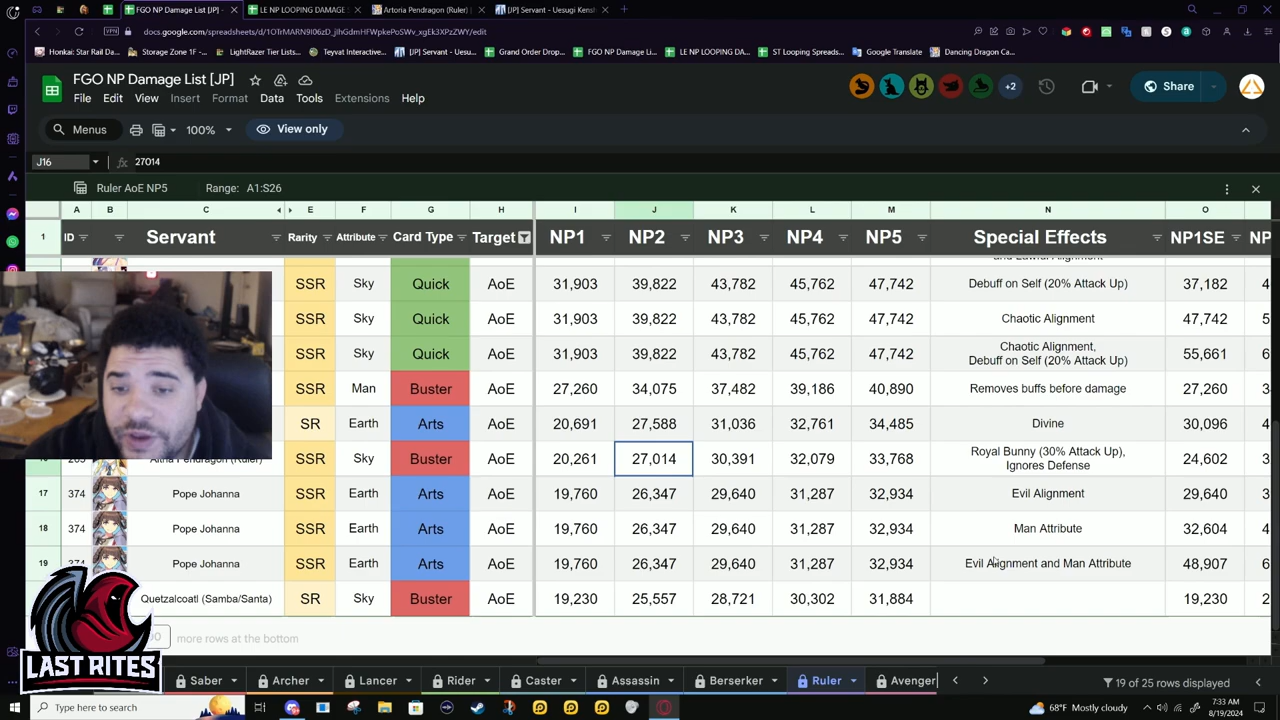 FGO NP Damage List [JP] -
LE NP LOOPING DAMAGE S
Artoria Pendragon (Ruler)
[JP] Servant - Uesugi Kensh
docs.google.com/spreadsheets/d/1OTrMARN9I06zD_jlhGdmHFWpkePoSWv_xgEk3XPzZWY/edit
Honkai: Star Rail Da...
Storage Zone 1F -...
LightRazer Tier Lists...
Teyvat Interactive...
[JP] Servant - Uesu...
Grand Order Drop...
FGO NP Damage Li...
LE NP LOOPING DA...
ST Looping Spreads...
Google Translate
Dancing Dragon Ca...
FGO NP Damage List [JP]
File Edit View Insert Format Data Tools Extensions Help
+2
Share
Menus
100%
View only
J16
fx 27014
Ruler AoE NP5
Range: A1:S26
A B C E F G H I J K L M N O
1 ID Servant Rarity Attribute Card Type Target NP1 NP2 NP3 NP4 NP5 Special Effects NP1SE NP
and Lawful Alignment
SSR Sky Quick AoE 31,903 39,822 43,782 45,762 47,742 Debuff on Self (20% Attack Up) 37,182 4
SSR Sky Quick AoE 31,903 39,822 43,782 45,762 47,742 Chaotic Alignment 47,742 5
SSR Sky Quick AoE 31,903 39,822 43,782 45,762 47,742 Chaotic Alignment,
Debuff on Self (20% Attack Up) 55,661 6
SSR Man Buster AoE 27,260 34,075 37,482 39,186 40,890 Removes buffs before damage 27,260 3
SR Earth Arts AoE 20,691 27,588 31,036 32,761 34,485 Divine 30,096
SSR Sky Buster AoE 20,261 27,014 30,391 32,079 33,768 Royal Bunny (30% Attack Up),
Ignores Defense 24,602 3
17 374 Pope Johanna SSR Earth Arts AoE 19,760 26,347 29,640 31,287 32,934 Evil Alignment 29,640 3
18 374 Pope Johanna SSR Earth Arts AoE 19,760 26,347 29,640 31,287 32,934 Man Attribute 32,604 4
19 374 Pope Johanna SSR Earth Arts AoE 19,760 26,347 29,640 31,287 32,934 Evil Alignment and Man Attribute 48,907 6
Quetzalcoatl (Samba/Santa) SR Sky Buster AoE 19,230 25,557 28,721 30,302 31,884 19,230 2
more rows at the bottom
LAST RITES
Saber Archer Lancer Rider Caster Assassin Berserker Ruler Avenger
19 of 25 rows displayed
Type here to search
68°F Mostly cloudy
7:33 AM
8/19/2024